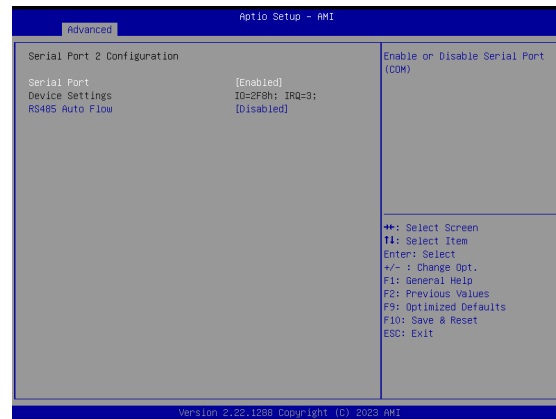 Aptio Setup - AMI
Advanced
Serial Port 2 Configuration
Serial Port [Enabled]
Device Settings IO=2F8h; IRQ=3;
RS485 Auto Flow [Disabled]
Enable or Disable Serial Port
(COM)
↔: Select Screen
↑↓: Select Item
Enter: Select
+/- : Change Opt.
F1: General Help
F2: Previous Values
F9: Optimized Defaults
F10: Save & Reset
ESC: Exit
Version 2.22.1288 Copyright (C) 2023 AMI